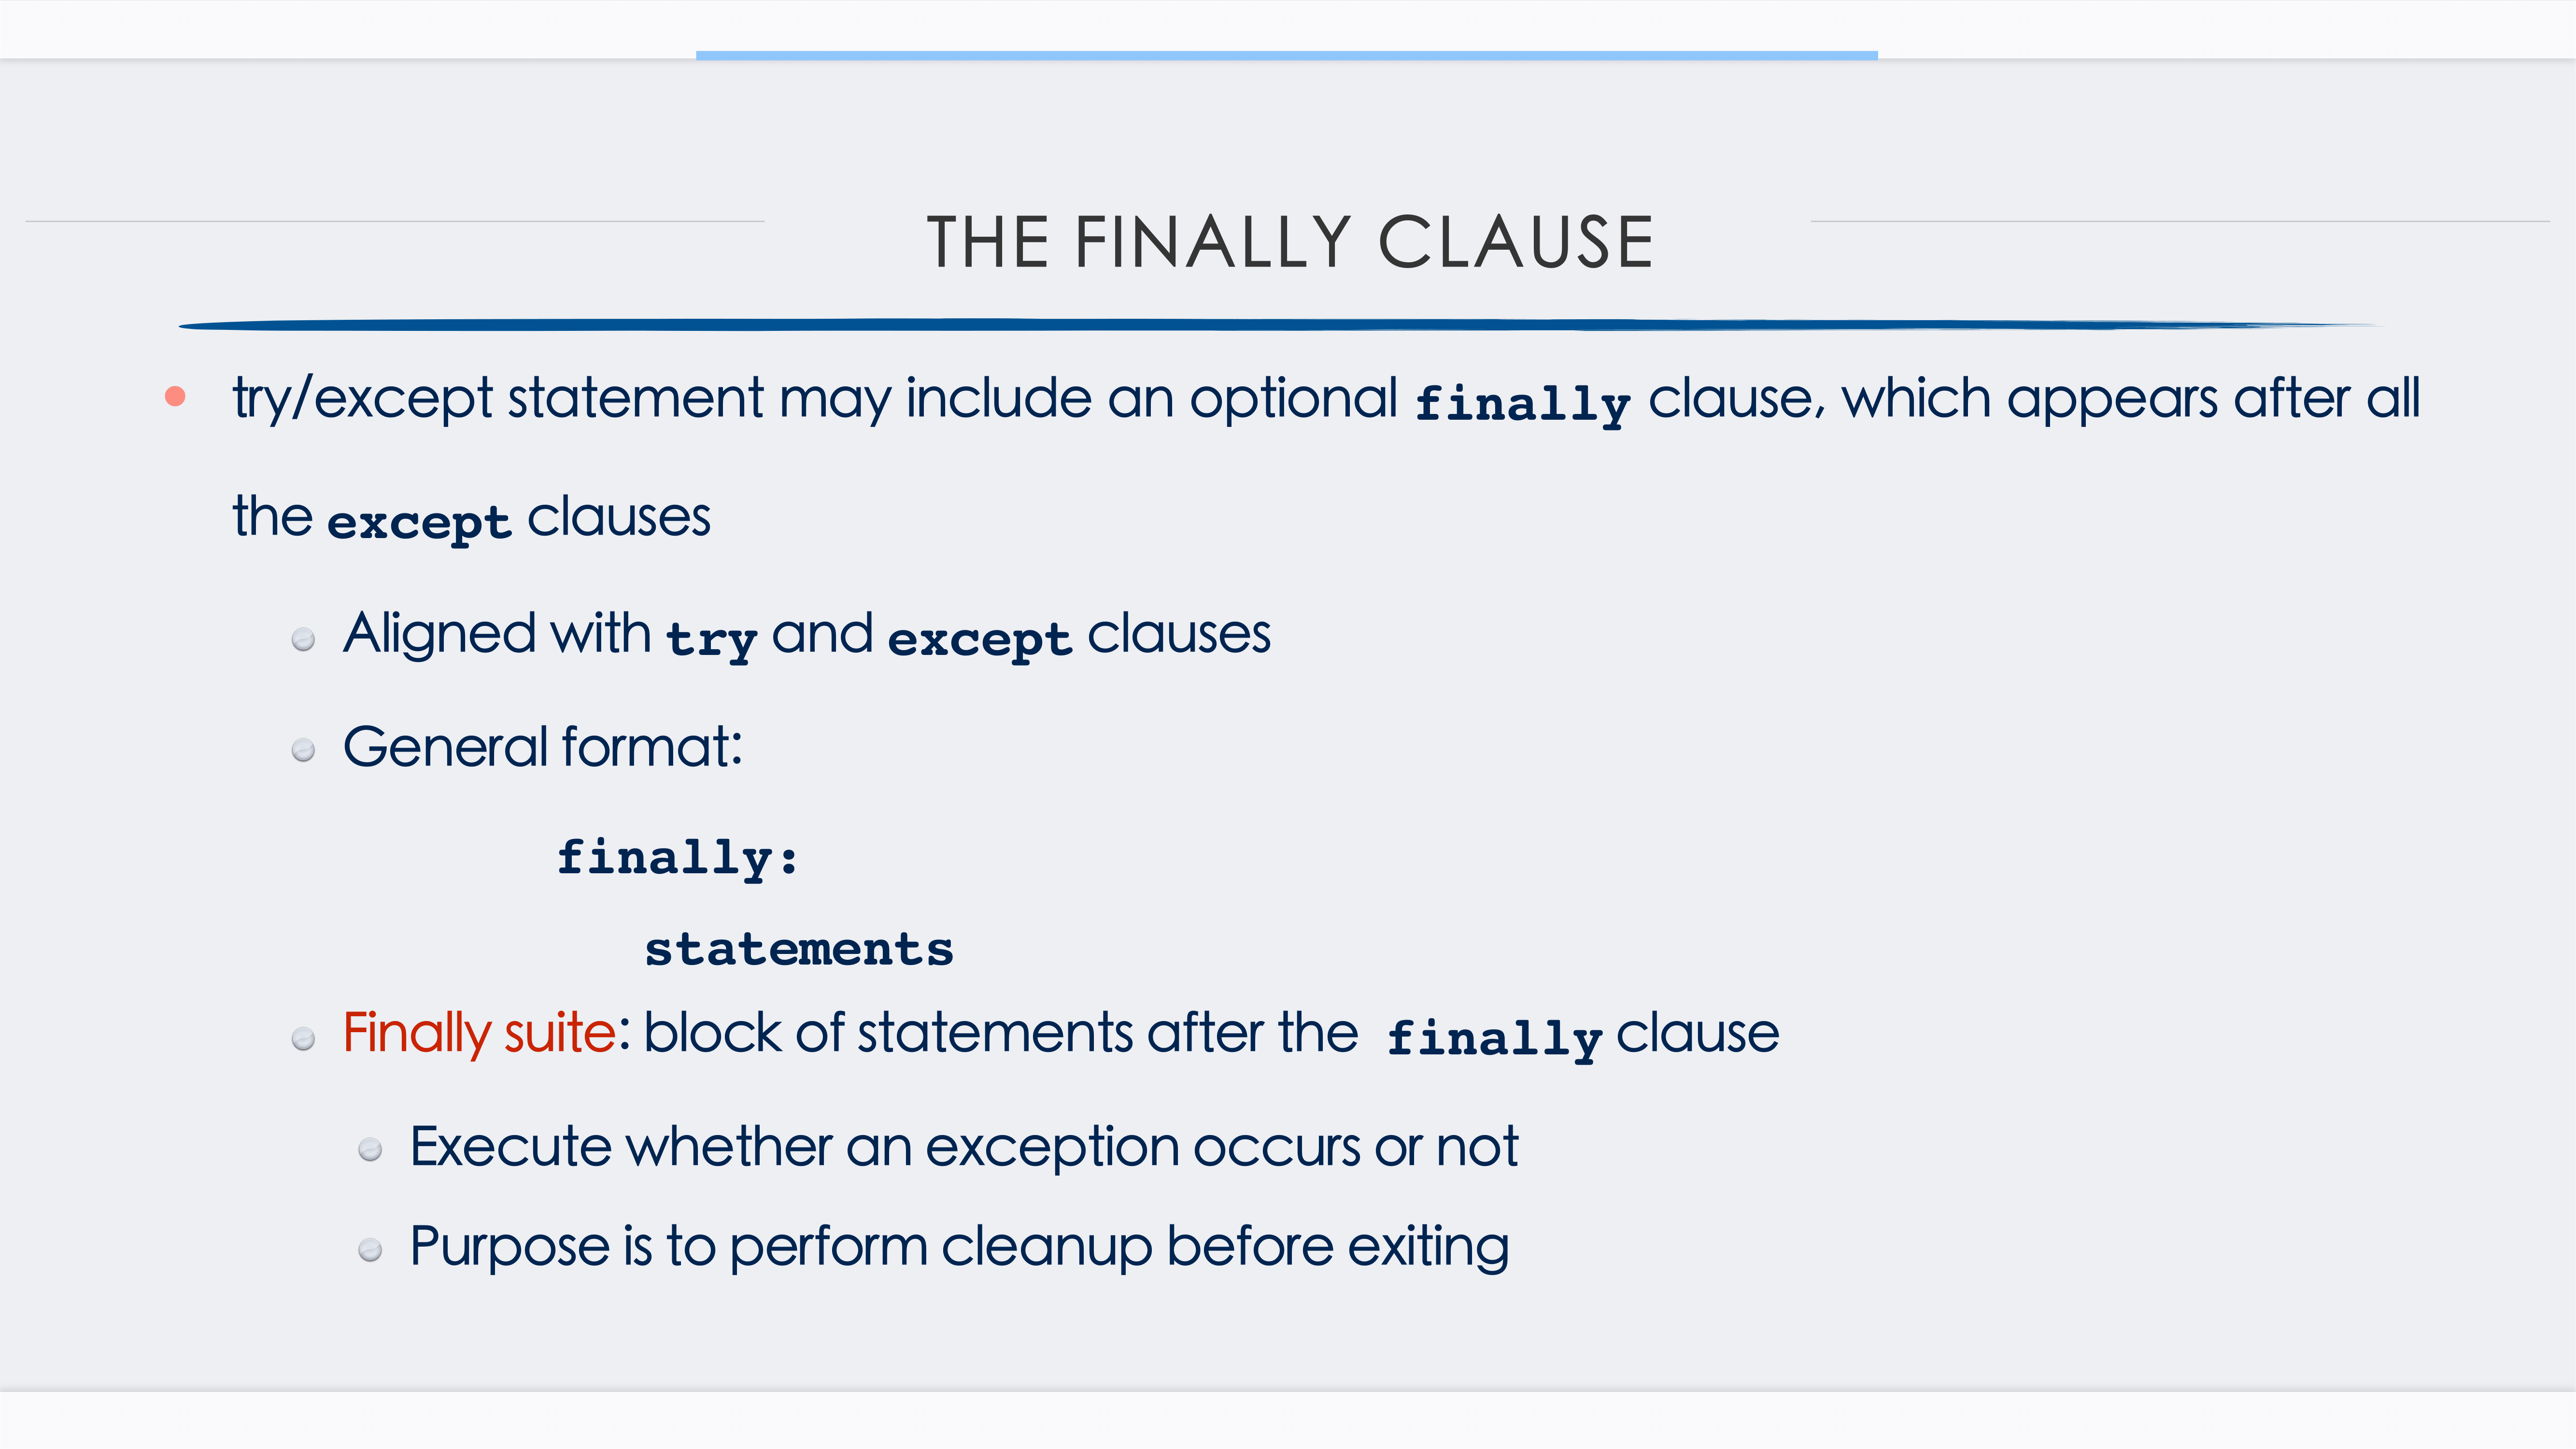 THE FINALLY CLAUSE
try/except statement may include an optional finally clause, which appears after all
the except clauses
Aligned with try and except clauses
General format:
finally:
statements
Finally suite: block of statements after the finally clause
Execute whether an exception occurs or not
Purpose is to perform cleanup before exiting